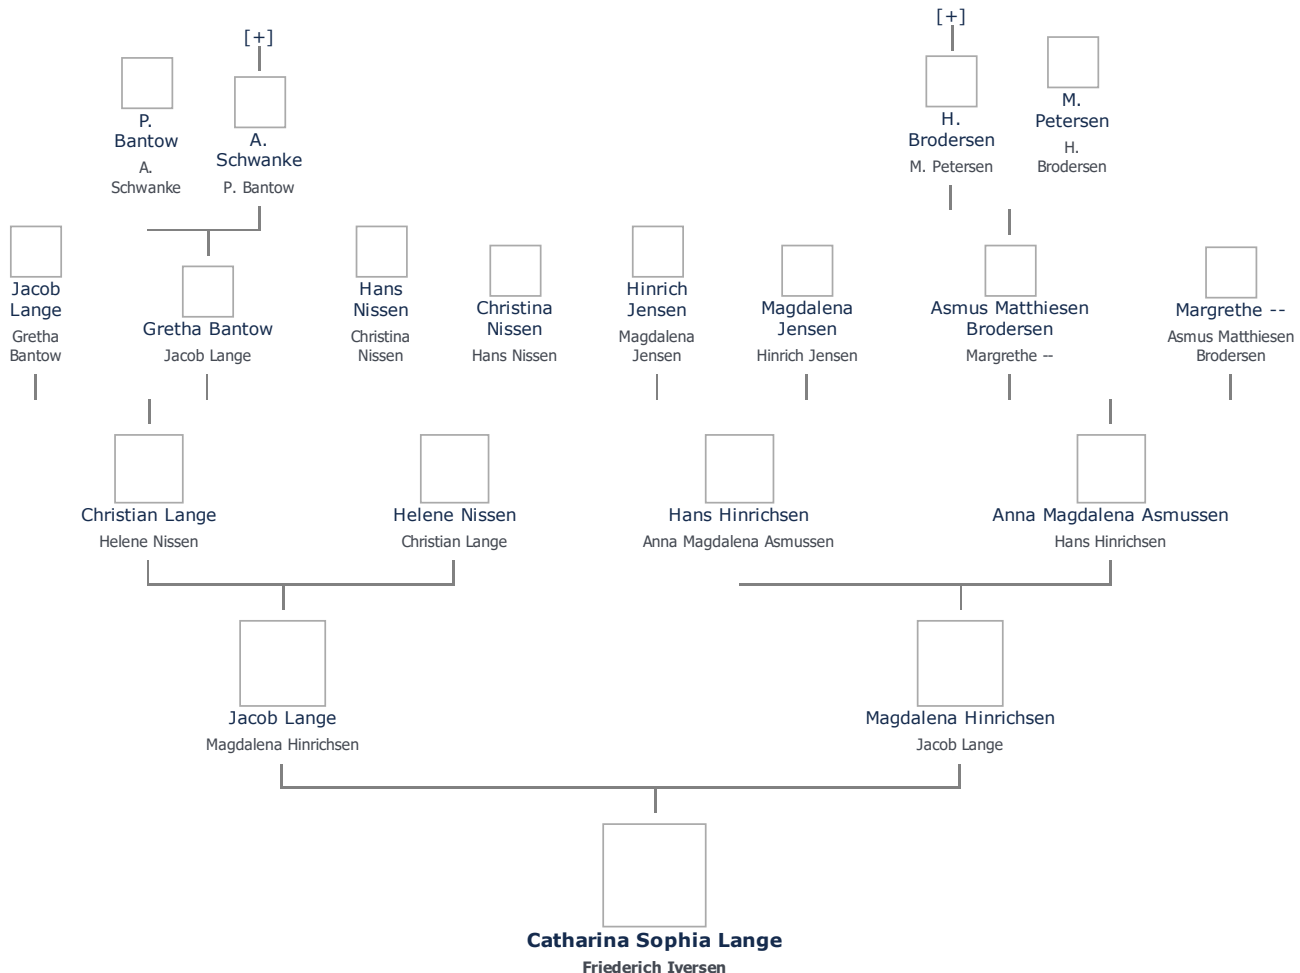 [+]
[+]
P.
Bantow
A.
Schwanke
A.
Schwanke
P. Bantow
H.
Brodersen
M. Petersen
M.
Petersen
H.
Brodersen
Jacob
Lange
Gretha
Bantow
Gretha Bantow
Jacob Lange
Hans
Nissen
Christina
Nissen
Christina
Nissen
Hans Nissen
Hinrich
Jensen
Magdalena
Jensen
Magdalena
Jensen
Hinrich Jensen
Asmus Matthiesen
Brodersen
Margrethe --
Margrethe --
Asmus Matthiesen
Brodersen
Christian Lange
Helene Nissen
Helene Nissen
Christian Lange
Hans Hinrichsen
Anna Magdalena Asmussen
Anna Magdalena Asmussen
Hans Hinrichsen
Jacob Lange
Magdalena Hinrichsen
Magdalena Hinrichsen
Jacob Lange
Catharina Sophia Lange
Friederich Iversen